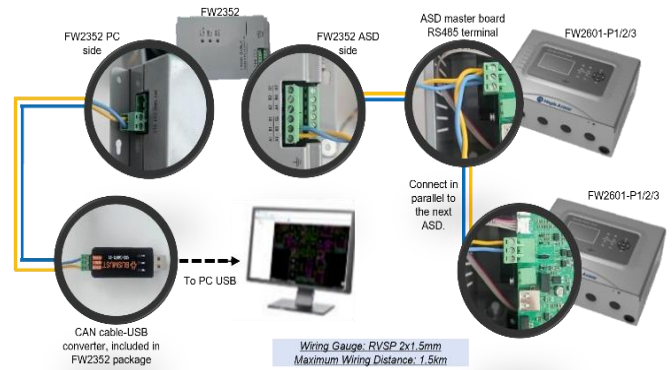 FW2352
FW2352 PC
side
FW2352 ASD
side
ASD master board
RS485 terminal
FW2601-P1/2/3
Connect in
parallel to
the next
ASD.
FW2601-P1/2/3
BUSMUST
To PC USB
CAN cable-USB
converter, included in
FW2352 package
Wiring Gauge: RVSP 2x1.5mm
Maximum Wiring Distance: 1.5km